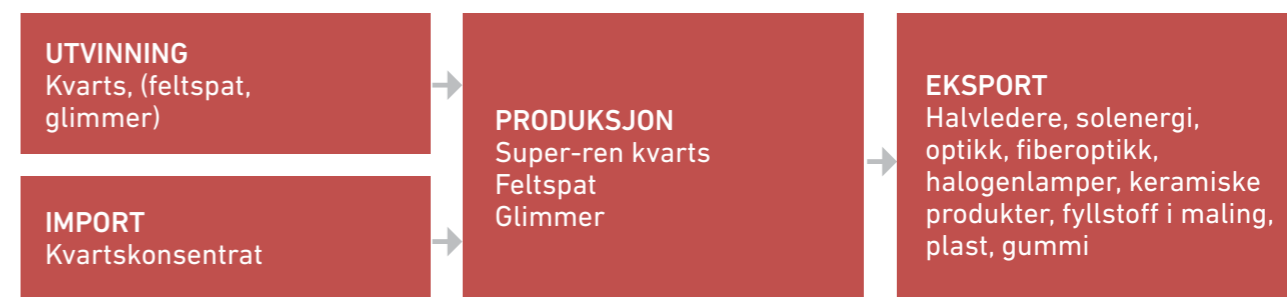 UTVINNING
Kvarts, (feltspat,
glimmer)
IMPORT
Kvartskonsentrat
PRODUKSJON
Super-ren kvarts
Feltspat
Glimmer
EKSPORT
Halvledere, solenergi,
optikk, fiberoptikk,
halogenlamper, keramiske
produkter, fyllstoff i maling,
plast, gummi